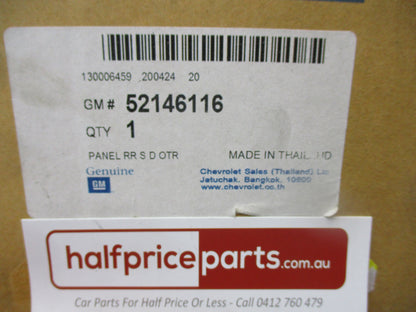 130006459 200424 20
GM # 52146116
QTY 1
PANEL RR S D OTR MADE IN THAIL ND
Genuine
GM
Chevrolet Sales (Thailand)
Jatuchak, Bangkok, 10900
www.chevrolet.co.th
halfpriceparts.com.au
Car Parts For Half Price Or Less - Call 0412 760 479